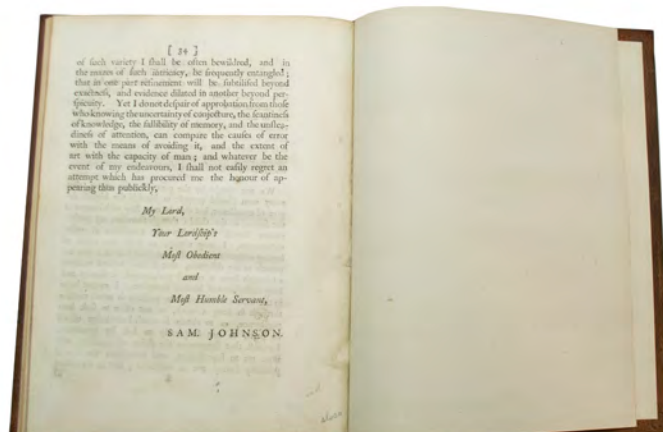 [ 34 ]
of ſuch variety I ſhall be often bewildred, and in
the mazes of ſuch intricacy, be frequently entangled ;
that in one part refinement will be ſubtiliſed beyond
exactneſs, and evidence dilated in another beyond per-
ſpicuity. Yet I do not deſpair of approbation from thoſe
who knowing the uncertainty of conjecture, the ſcantineſs
of knowledge, the fallibility of memory, and the unſtea-
dineſs of attention, can compare the cauſes of error
with the means of avoiding it, and the extent of
art with the capacity of man ; and whatever be the
event of my endeavours, I ſhall not eaſily regret an
attempt which has procured me the honour of ap-
pearing thus publickly,
My Lord,
Your Lordſhip's
Moſt Obedient
and
Moſt Humble Servant,
SAM. JOHNSON.